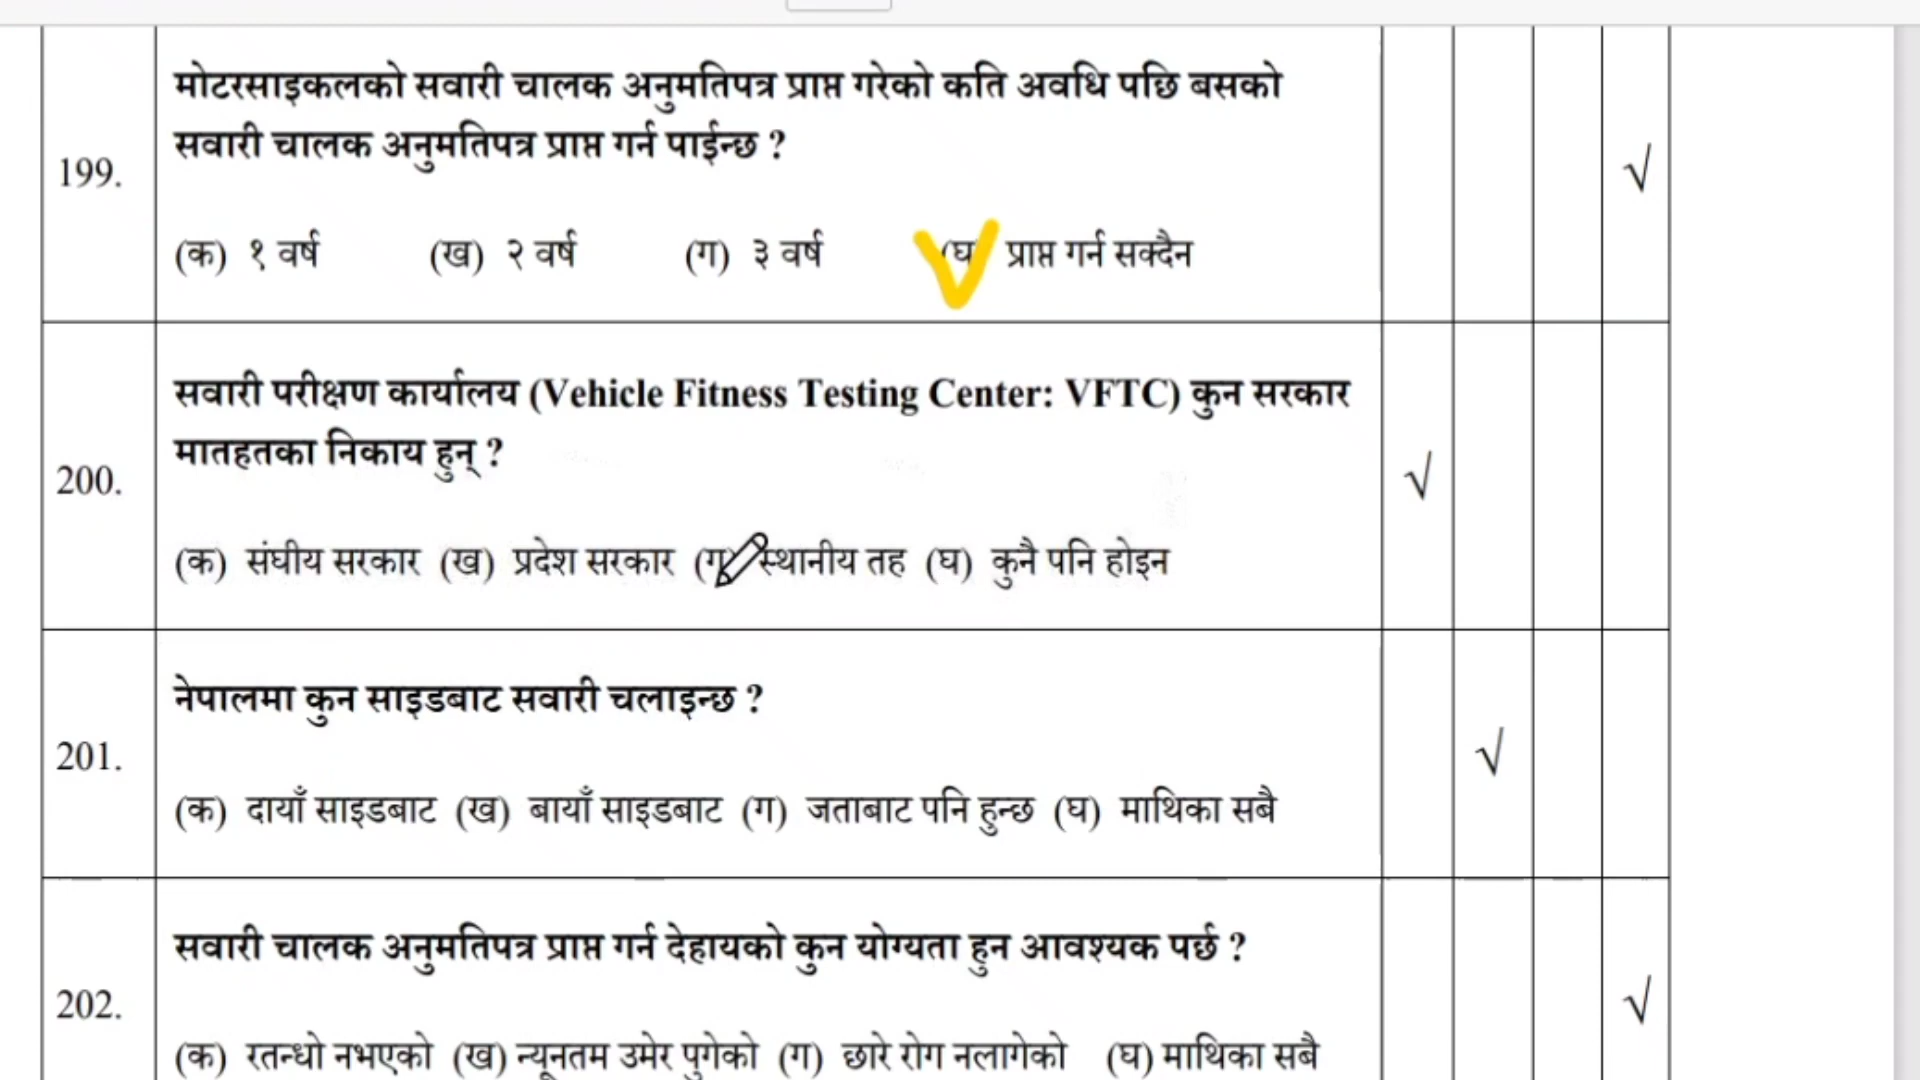 199.
मोटरसाइकलको सवारी चालक अनुमतिपत्र प्राप्त गरेको कति अवधि पछि बसको
सवारी चालक अनुमतिपत्र प्राप्त गर्न पाईन्छ ?
(क) १ वर्ष (ख) २ वर्ष (ग) ३ वर्ष (घ) प्राप्त गर्न सक्दैन
√
200.
सवारी परीक्षण कार्यालय (Vehicle Fitness Testing Center: VFTC) कुन सरकार
मातहतका निकाय हुन् ?
(क) संघीय सरकार (ख) प्रदेश सरकार (ग) स्थानीय तह (घ) कुनै पनि होइन
√
201.
नेपालमा कुन साइडबाट सवारी चलाइन्छ ?
(क) दायाँ साइडबाट (ख) बायाँ साइडबाट (ग) जताबाट पनि हुन्छ (घ) माथिका सबै
√
202.
सवारी चालक अनुमतिपत्र प्राप्त गर्न देहायको कुन योग्यता हुन आवश्यक पर्छ ?
(क) रतन्धो नभएको (ख) न्यूनतम उमेर पुगेको (ग) छारे रोग नलागेको (घ) माथिका सबै
√